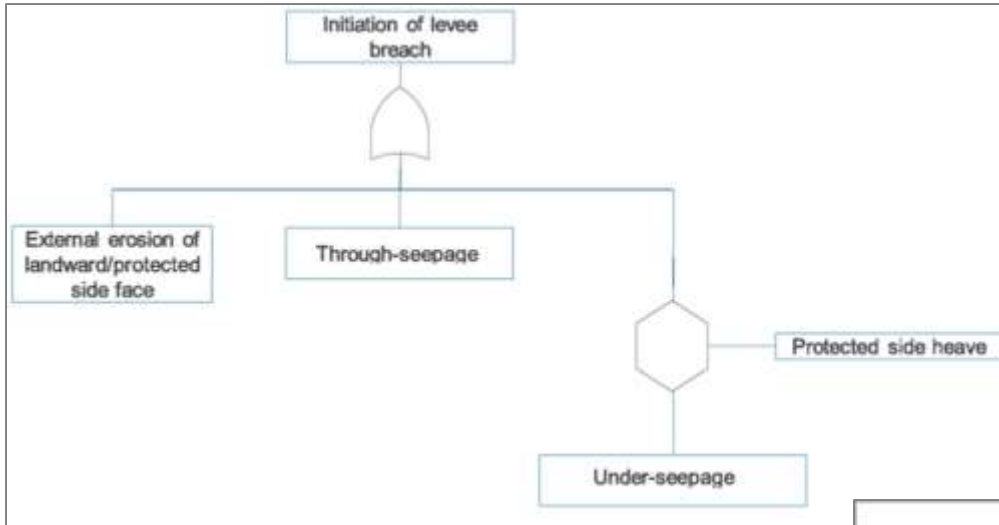 Initiation of levee
breach
External erosion of
landward/protected
side face
Through-seepage
Protected side heave
Under-seepage